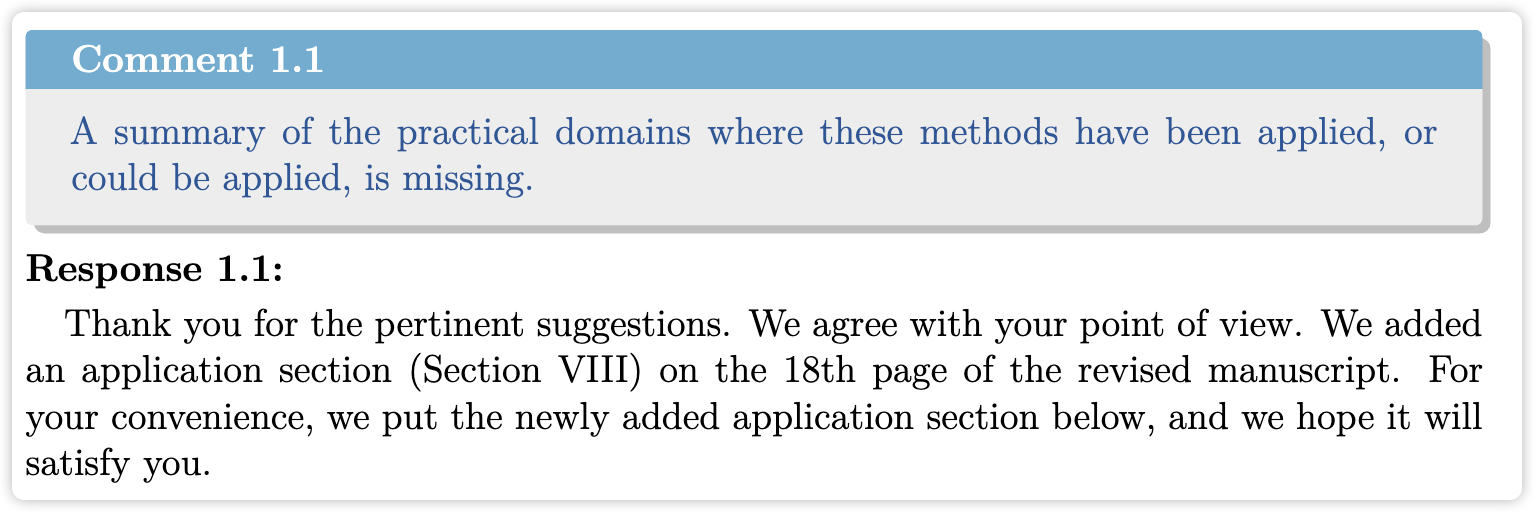 Comment 1.1
A summary of the practical domains where these methods have been applied, or
could be applied, is missing.
Response 1.1:
Thank you for the pertinent suggestions. We agree with your point of view. We added
an application section (Section VIII) on the 18th page of the revised manuscript. For
your convenience, we put the newly added application section below, and we hope it will
satisfy you.